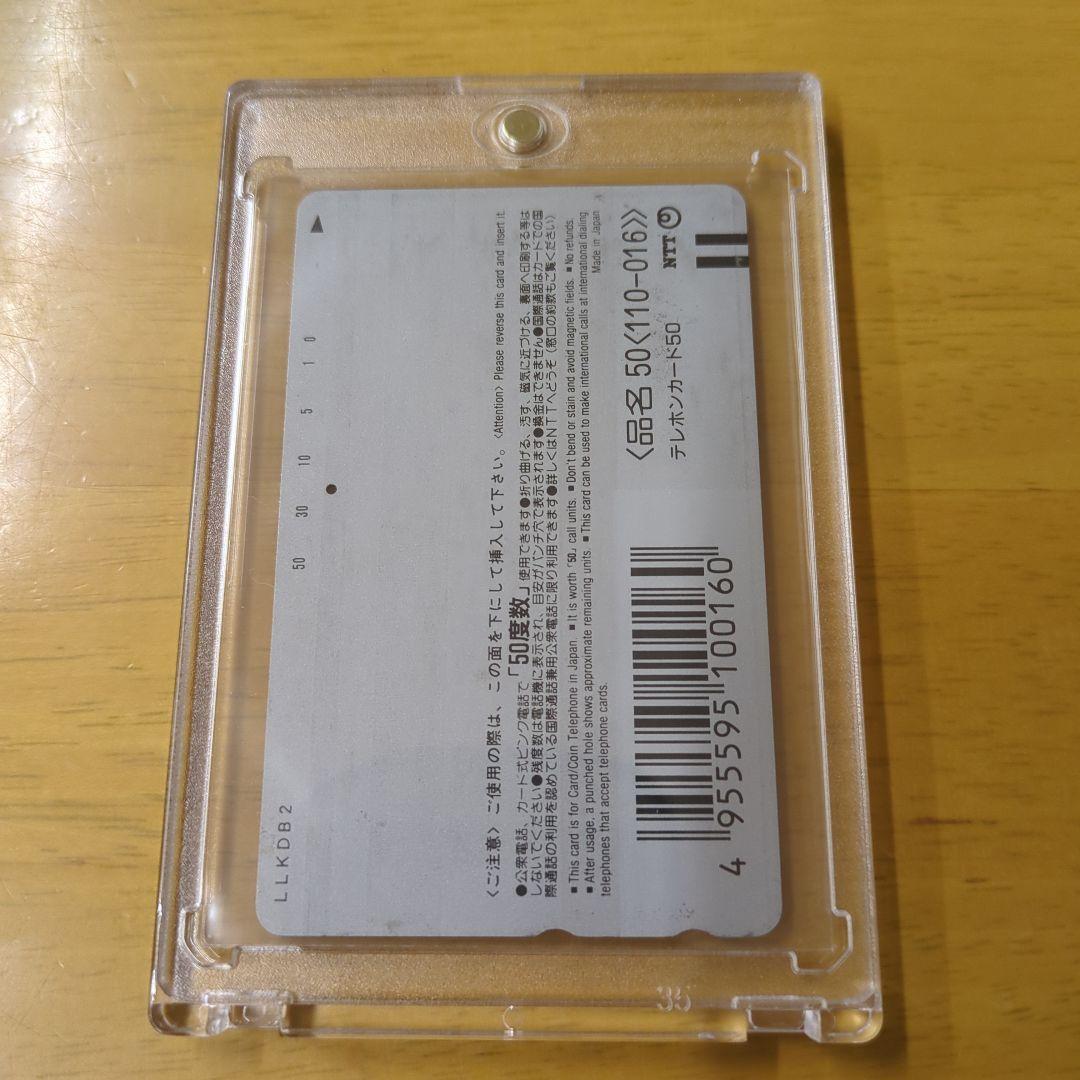 LLKDB2
50 30 10 5 1 0
〈ご注意〉ご使用の際は、この面を下にして挿入して下さい。〈Attention〉Please reverse this card and insert it.
●公衆電話、カード式ピンク電話で「50度数」使用できます●折り曲げる、汚す、磁気に近づける、裏面へ印刷する等は
しないでください●残度数は電話機に表示され、目安がパンチ穴で表示されます●換金はできません●国際通話はカードでの国
際通話の利用を認めている国際通話兼用公衆電話に限り利用できます●詳しくはNTTへどうぞ（窓口の約款もご覧ください）
■This card is for Card/Coin Telephone in Japan. ■It is worth「50」call units. ■Don't bend or stain and avoid magnetic fields. ■No refunds.
■After usage, a punched hole shows approximate remaining units. ■This card can be used to make international calls at international dialing
telephones that accept telephone cards.
Made in Japan
〈品名 50〈110-016〉〉
テレホンカード50
NTT
4 955595 100160
35